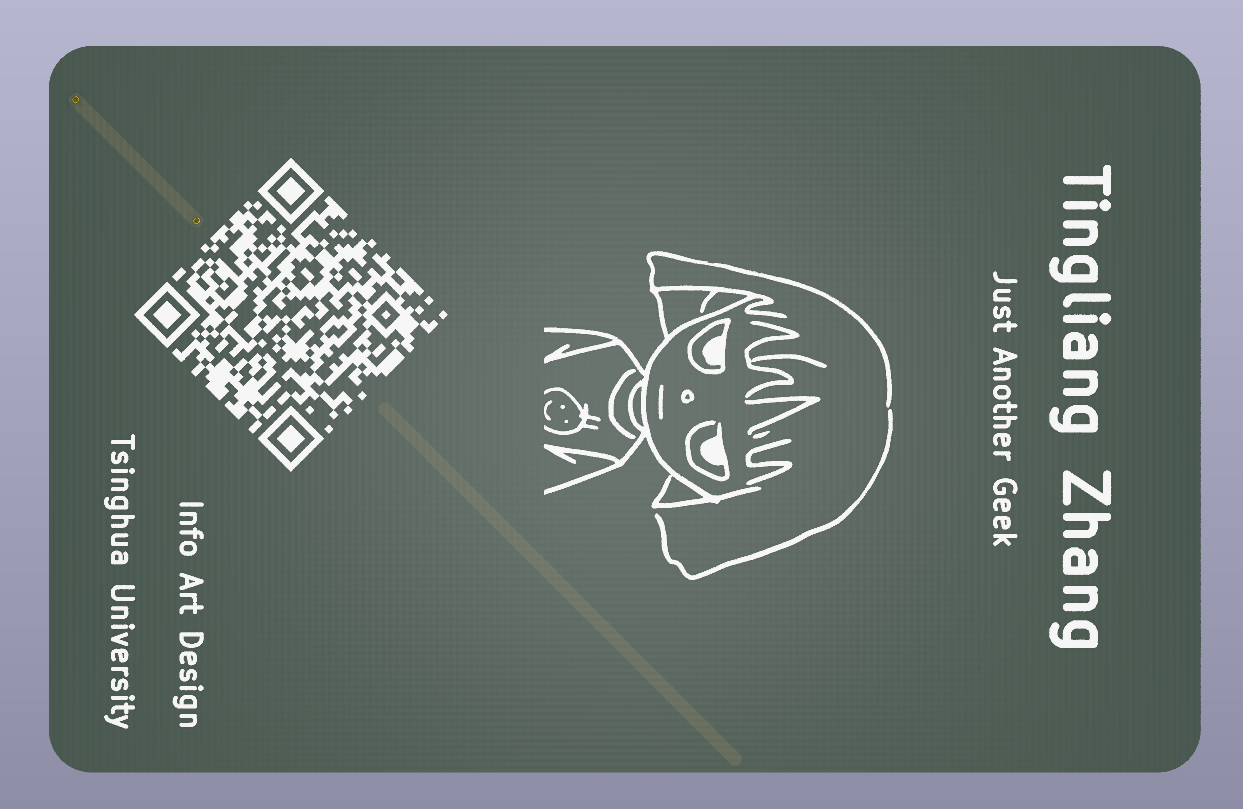 Tingliang Zhang
Just Another Geek
Info Art Design
Tsinghua University